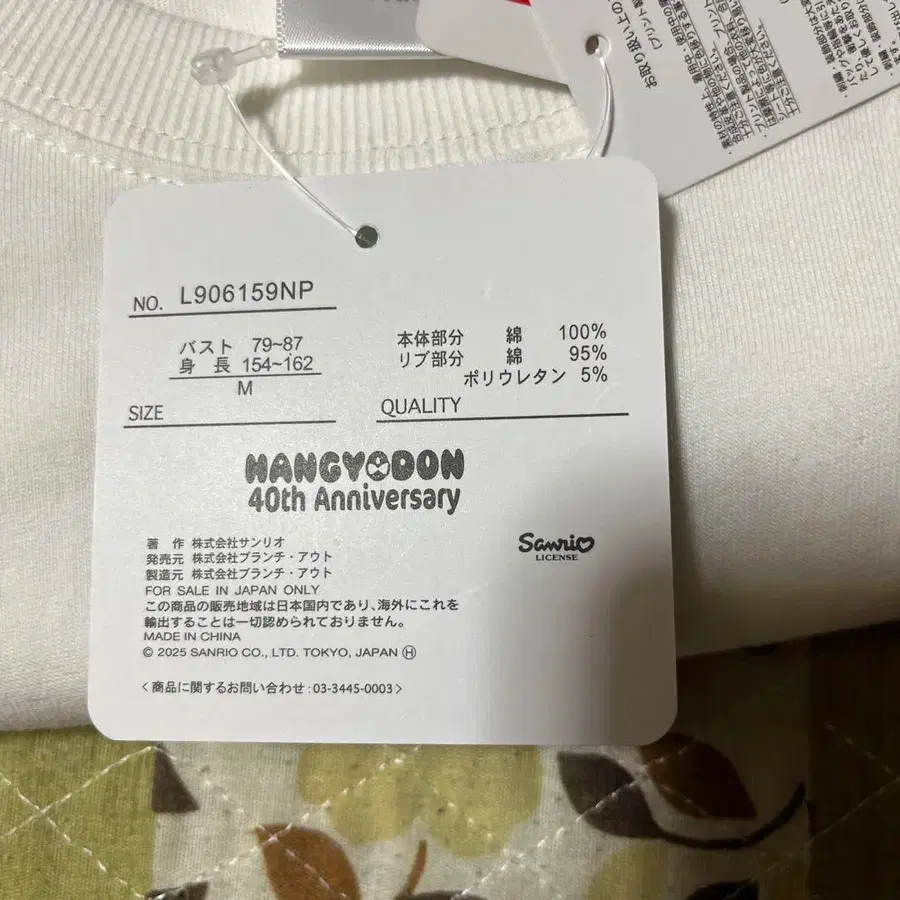 NO. L906159NP
バスト 79~87
身 長 154~162
M
SIZE
本体部分 綿 100%
リブ部分 綿 95%
ポリウレタン 5%
QUALITY
HANGYODON
40th Anniversary
著 作 株式会社サンリオ
発売元 株式会社ブランチ・アウト
製造元 株式会社ブランチ・アウト
FOR SALE IN JAPAN ONLY
この商品の販売地域は日本国内であり、海外にこれを
輸出することは一切認められておりません。
MADE IN CHINA
© 2025 SANRIO CO., LTD. TOKYO, JAPAN Ⓗ
Sanrio
LICENSE
〈商品に関するお問い合わせ:03-3445-0003〉
お取り扱い上の